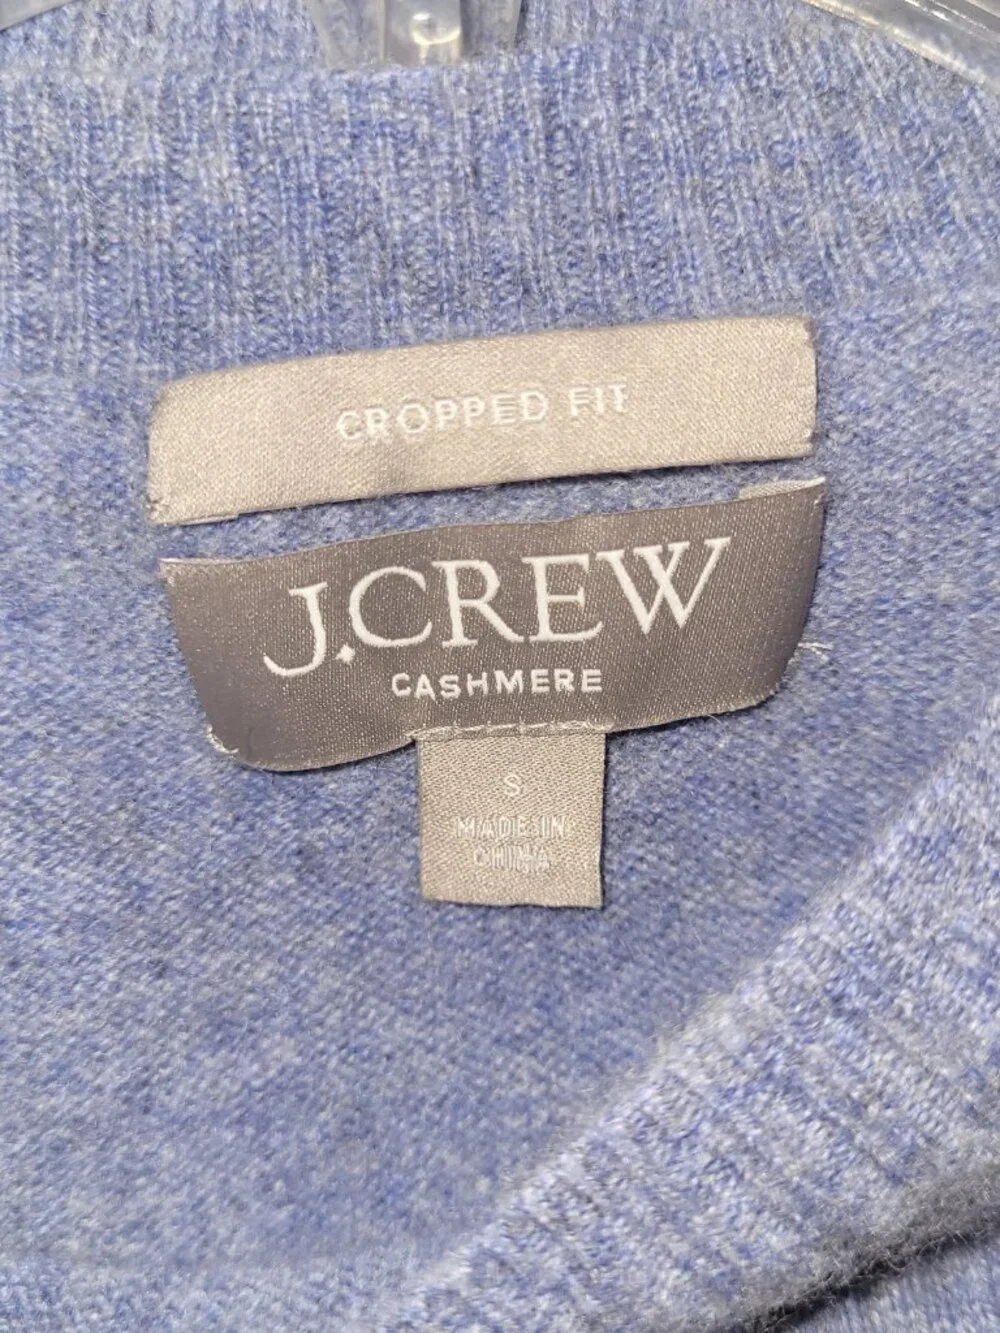 CROPPED FIT
J.CREW
CASHMERE
S
MADE IN
CHINA